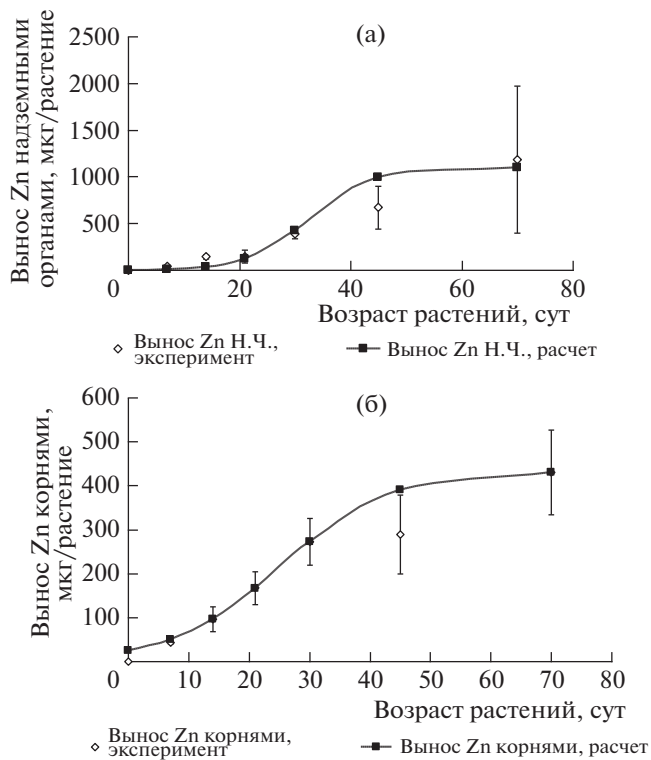 (а)
Вынос Zn надземными
органами, мкг/растение
2500
2000
1500
1000
500
0
20
40
60
80
Возраст растений, сут
Вынос Zn Н.Ч.,
эксперимент
Вынос Zn Н.Ч., расчет
(б)
Вынос Zn корнями,
мкг/растение
600
500
400
300
200
100
0
10
20
30
40
50
60
70
80
Возраст растений, сут
Вынос Zn корнями,
эксперимент
Вынос Zn корнями, расчет